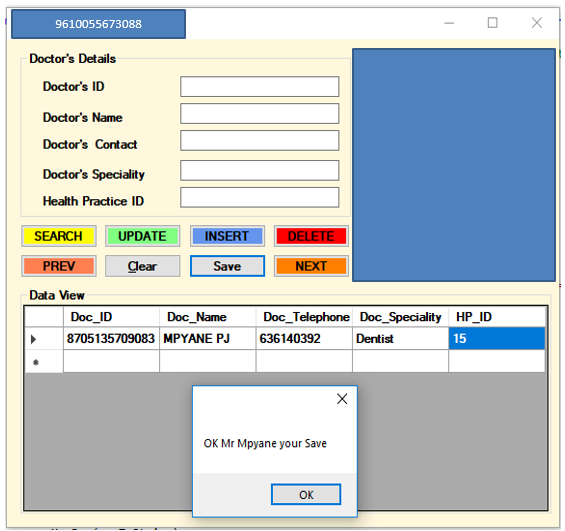 9610055673088
Doctor's Details
Doctor's ID
Doctor's Name
Doctor's Contact
Doctor's Speciality
Health Practice ID
SEARCH UPDATE INSERT DELETE
PREV Clear Save NEXT
Data View
Doc_ID Doc_Name Doc_Telephone Doc_Speciality HP_ID
8705135709083 MPYANE PJ 636140392 Dentist 15
OK Mr Mpyane your Save
OK